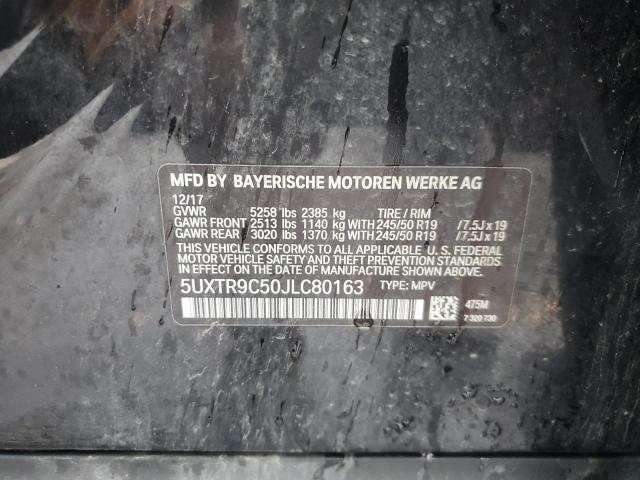 MFD BY BAYERISCHE MOTOREN WERKE AG
12/17
GVWR 5258 lbs 2385 kg TIRE / RIM
GAWR FRONT 2513 lbs 1140 kg WITH 245/50 R19 /7.5J x 19
GAWR REAR 3020 lbs 1370 kg WITH 245/50 R19 /7.5J x 19
THIS VEHICLE CONFORMS TO ALL APPLICABLE U. S. FEDERAL
MOTOR VEHICLE SAFETY AND THEFT PREVENTION STANDARDS
IN EFFECT ON THE DATE OF MANUFACTURE SHOWN ABOVE.
5UXTR9C50JLC80163 TYPE: MPV
475M
7 320 730